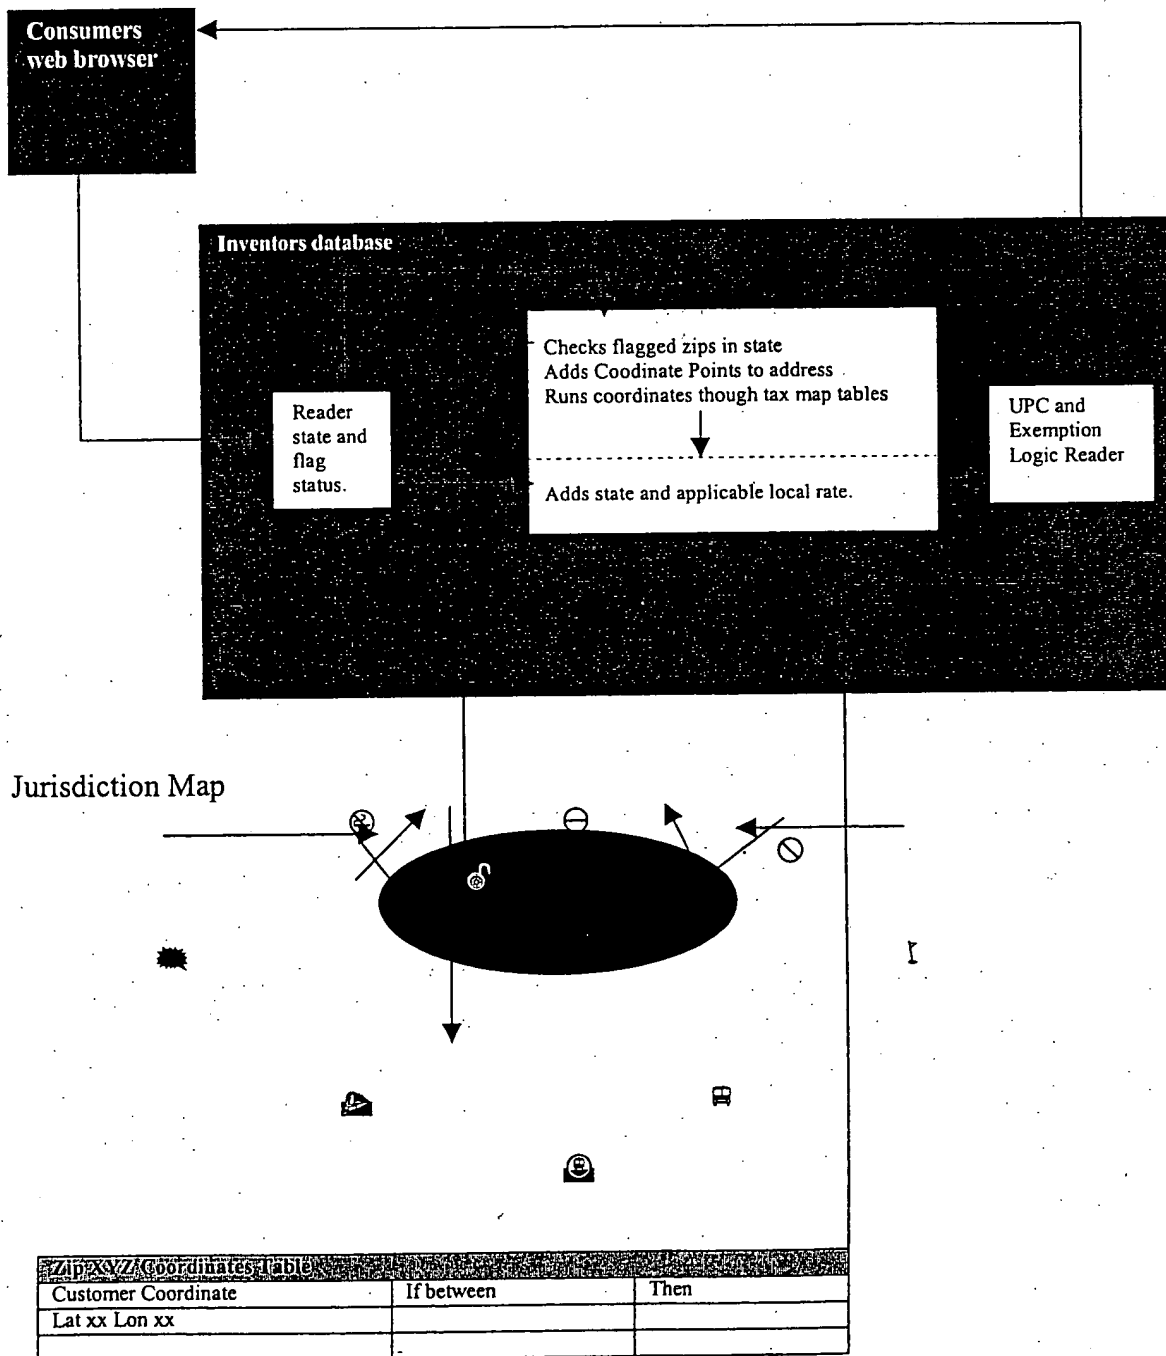 Consumers
web browser
Inventors database
Checks flagged zips in state
Adds Coodinate Points to address
Runs coordinates though tax map tables
Reader
state and
flag
status.
UPC and
Exemption
Logic Reader
Adds state and applicable local rate.
Jurisdiction Map
Zip XYZ Coordinates Table
Customer Coordinate If between Then
Lat xx Lon xx